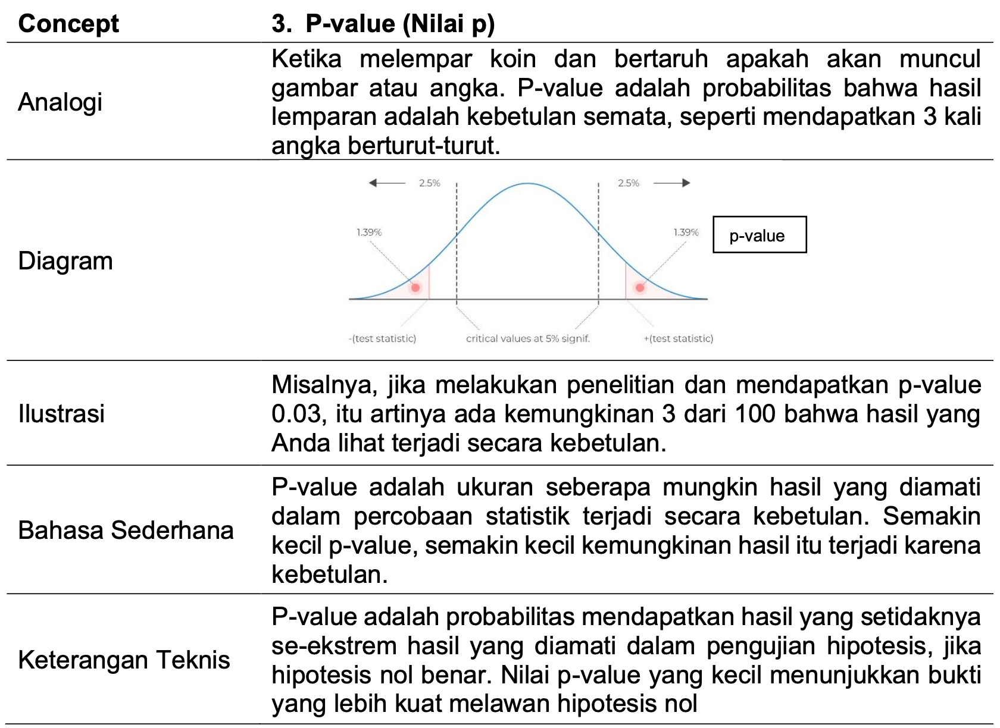 Concept
3. P-value (Nilai p)
Analogi
Ketika melempar koin dan bertaruh apakah akan muncul
gambar atau angka. P-value adalah probabilitas bahwa hasil
lemparan adalah kebetulan semata, seperti mendapatkan 3 kali
angka berturut-turut.
Diagram
2.5%
2.5%
1.39%
1.39%
p-value
-(test statistic)
critical values at 5% signif.
+(test statistic)
Ilustrasi
Misalnya, jika melakukan penelitian dan mendapatkan p-value
0.03, itu artinya ada kemungkinan 3 dari 100 bahwa hasil yang
Anda lihat terjadi secara kebetulan.
Bahasa Sederhana
P-value adalah ukuran seberapa mungkin hasil yang diamati
dalam percobaan statistik terjadi secara kebetulan. Semakin
kecil p-value, semakin kecil kemungkinan hasil itu terjadi karena
kebetulan.
Keterangan Teknis
P-value adalah probabilitas mendapatkan hasil yang setidaknya
se-ekstrem hasil yang diamati dalam pengujian hipotesis, jika
hipotesis nol benar. Nilai p-value yang kecil menunjukkan bukti
yang lebih kuat melawan hipotesis nol